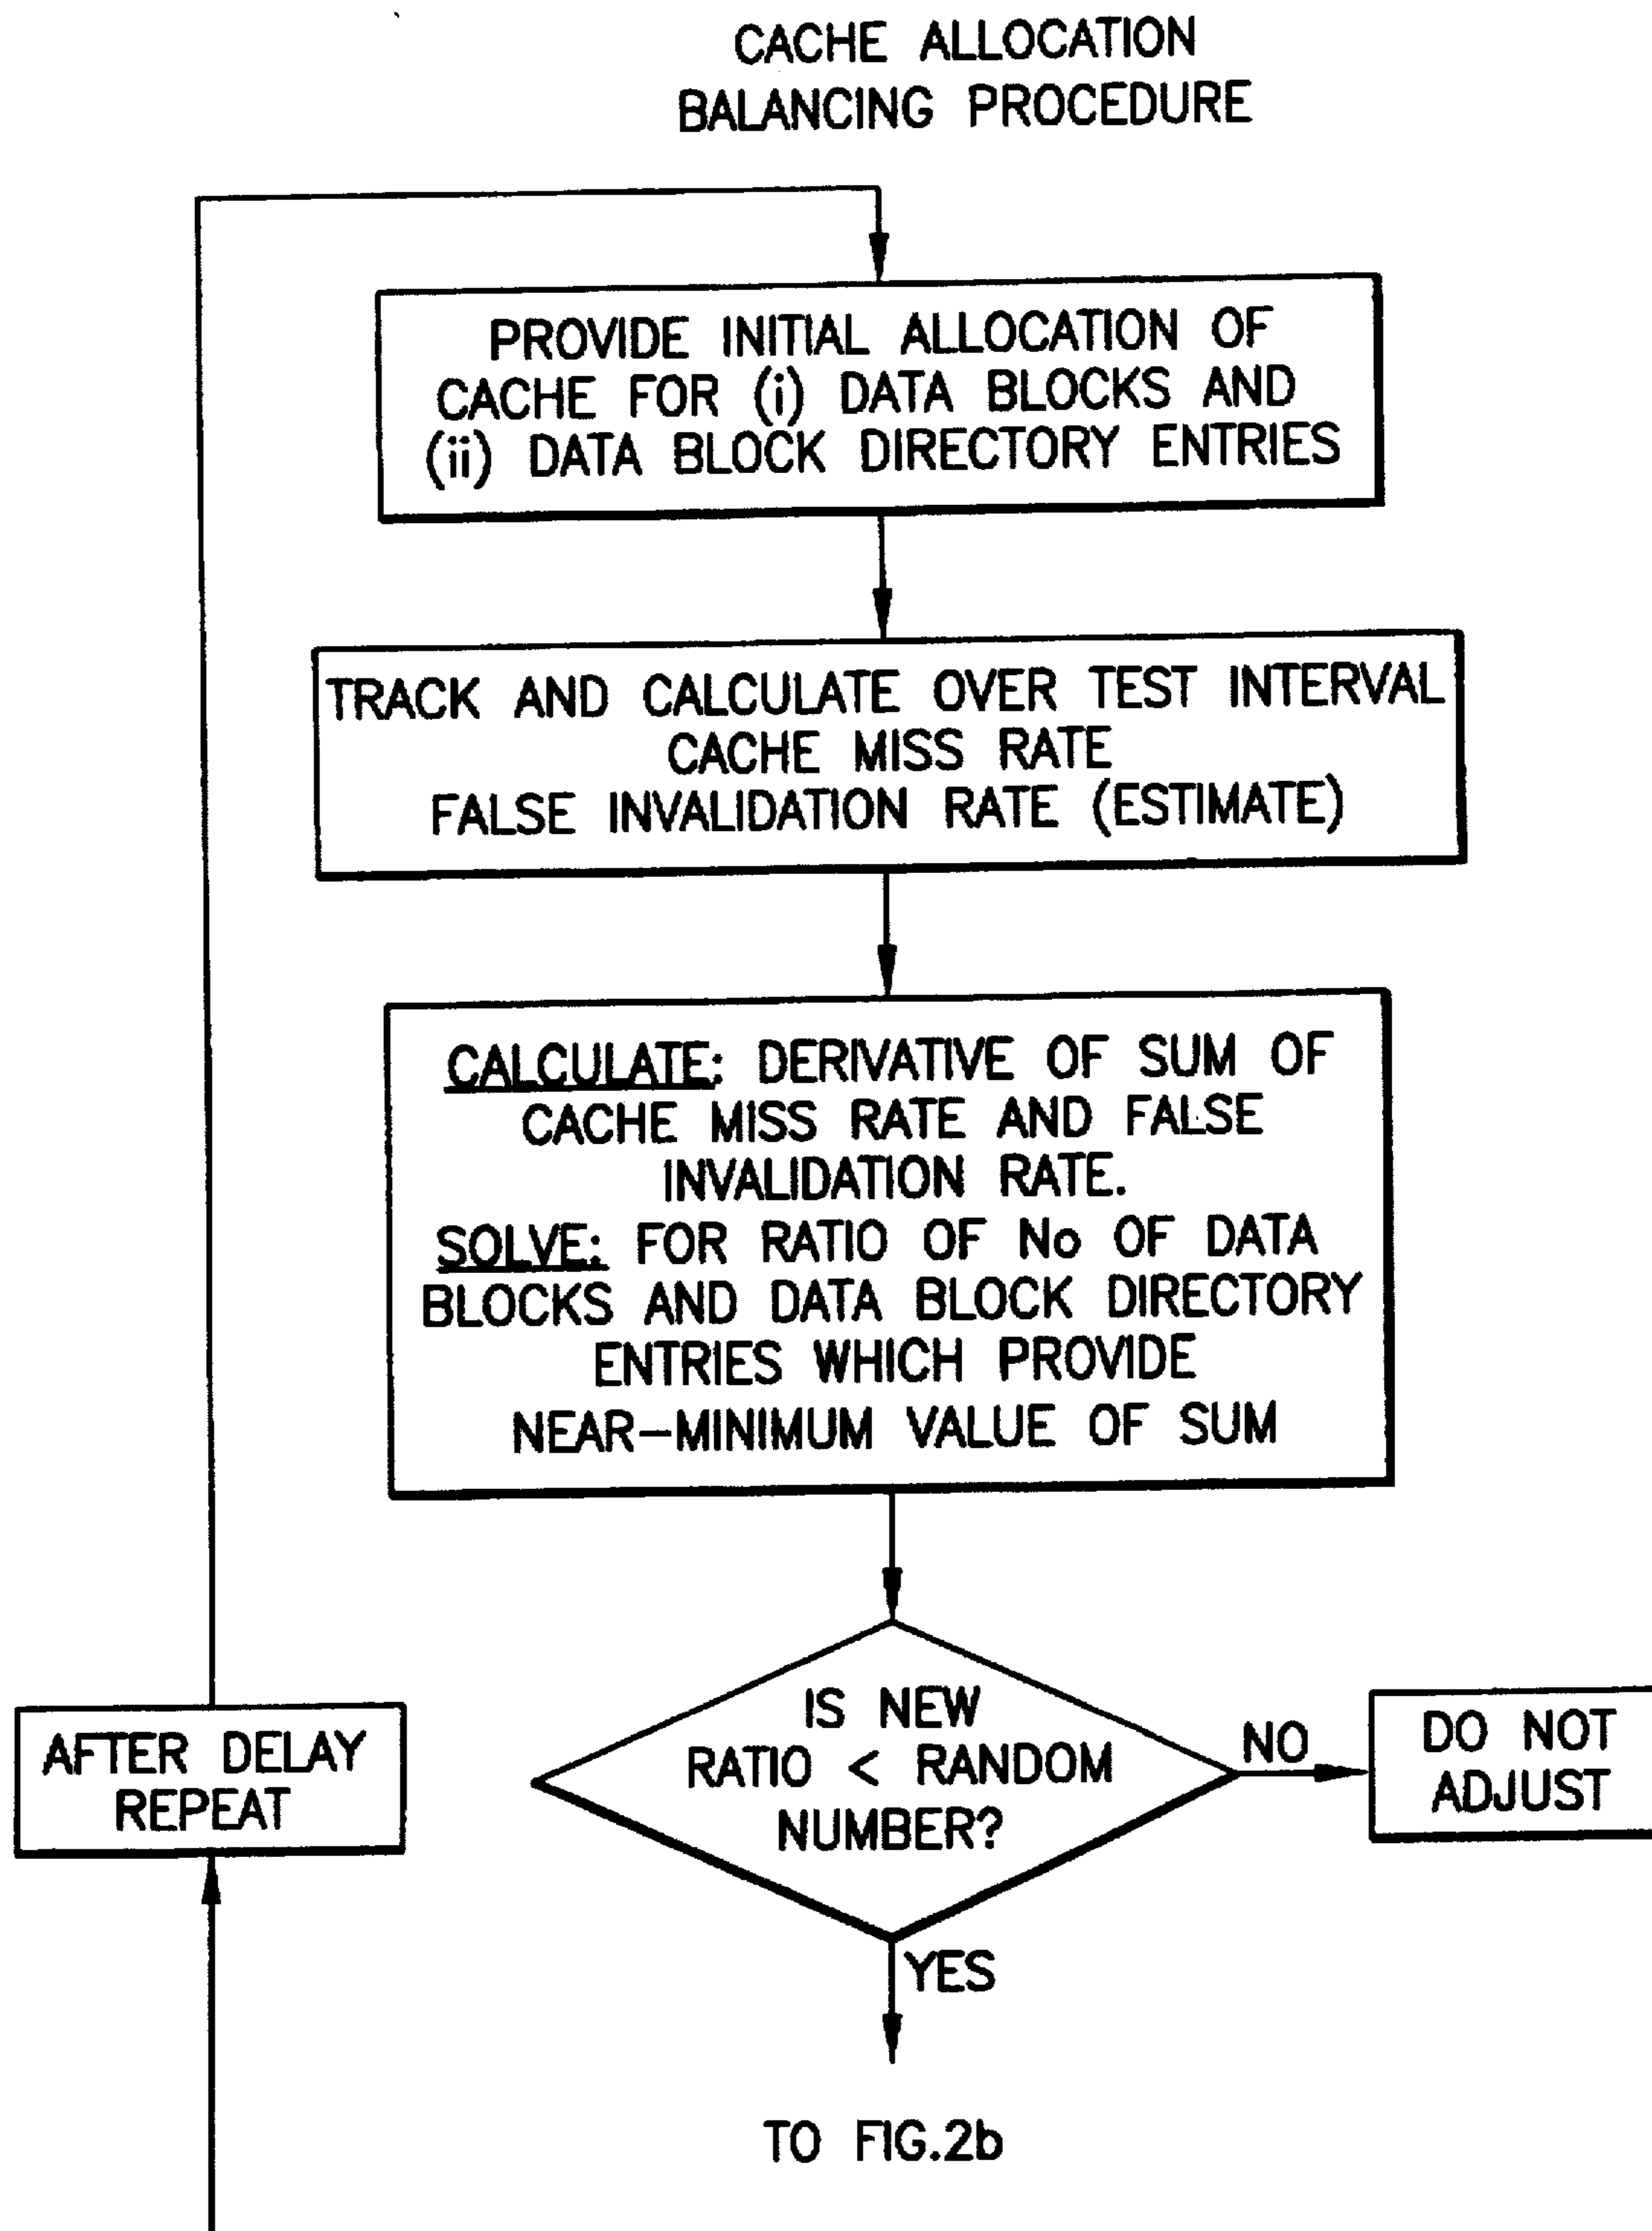 CACHE ALLOCATION
BALANCING PROCEDURE
PROVIDE INITIAL ALLOCATION OF
CACHE FOR (i) DATA BLOCKS AND
(ii) DATA BLOCK DIRECTORY ENTRIES
TRACK AND CALCULATE OVER TEST INTERVAL
CACHE MISS RATE
FALSE INVALIDATION RATE (ESTIMATE)
CALCULATE: DERIVATIVE OF SUM OF
CACHE MISS RATE AND FALSE
INVALIDATION RATE.
SOLVE: FOR RATIO OF No OF DATA
BLOCKS AND DATA BLOCK DIRECTORY
ENTRIES WHICH PROVIDE
NEAR-MINIMUM VALUE OF SUM
IS NEW
RATIO < RANDOM
NUMBER?
NO
DO NOT
ADJUST
AFTER DELAY
REPEAT
YES
TO FIG.2b